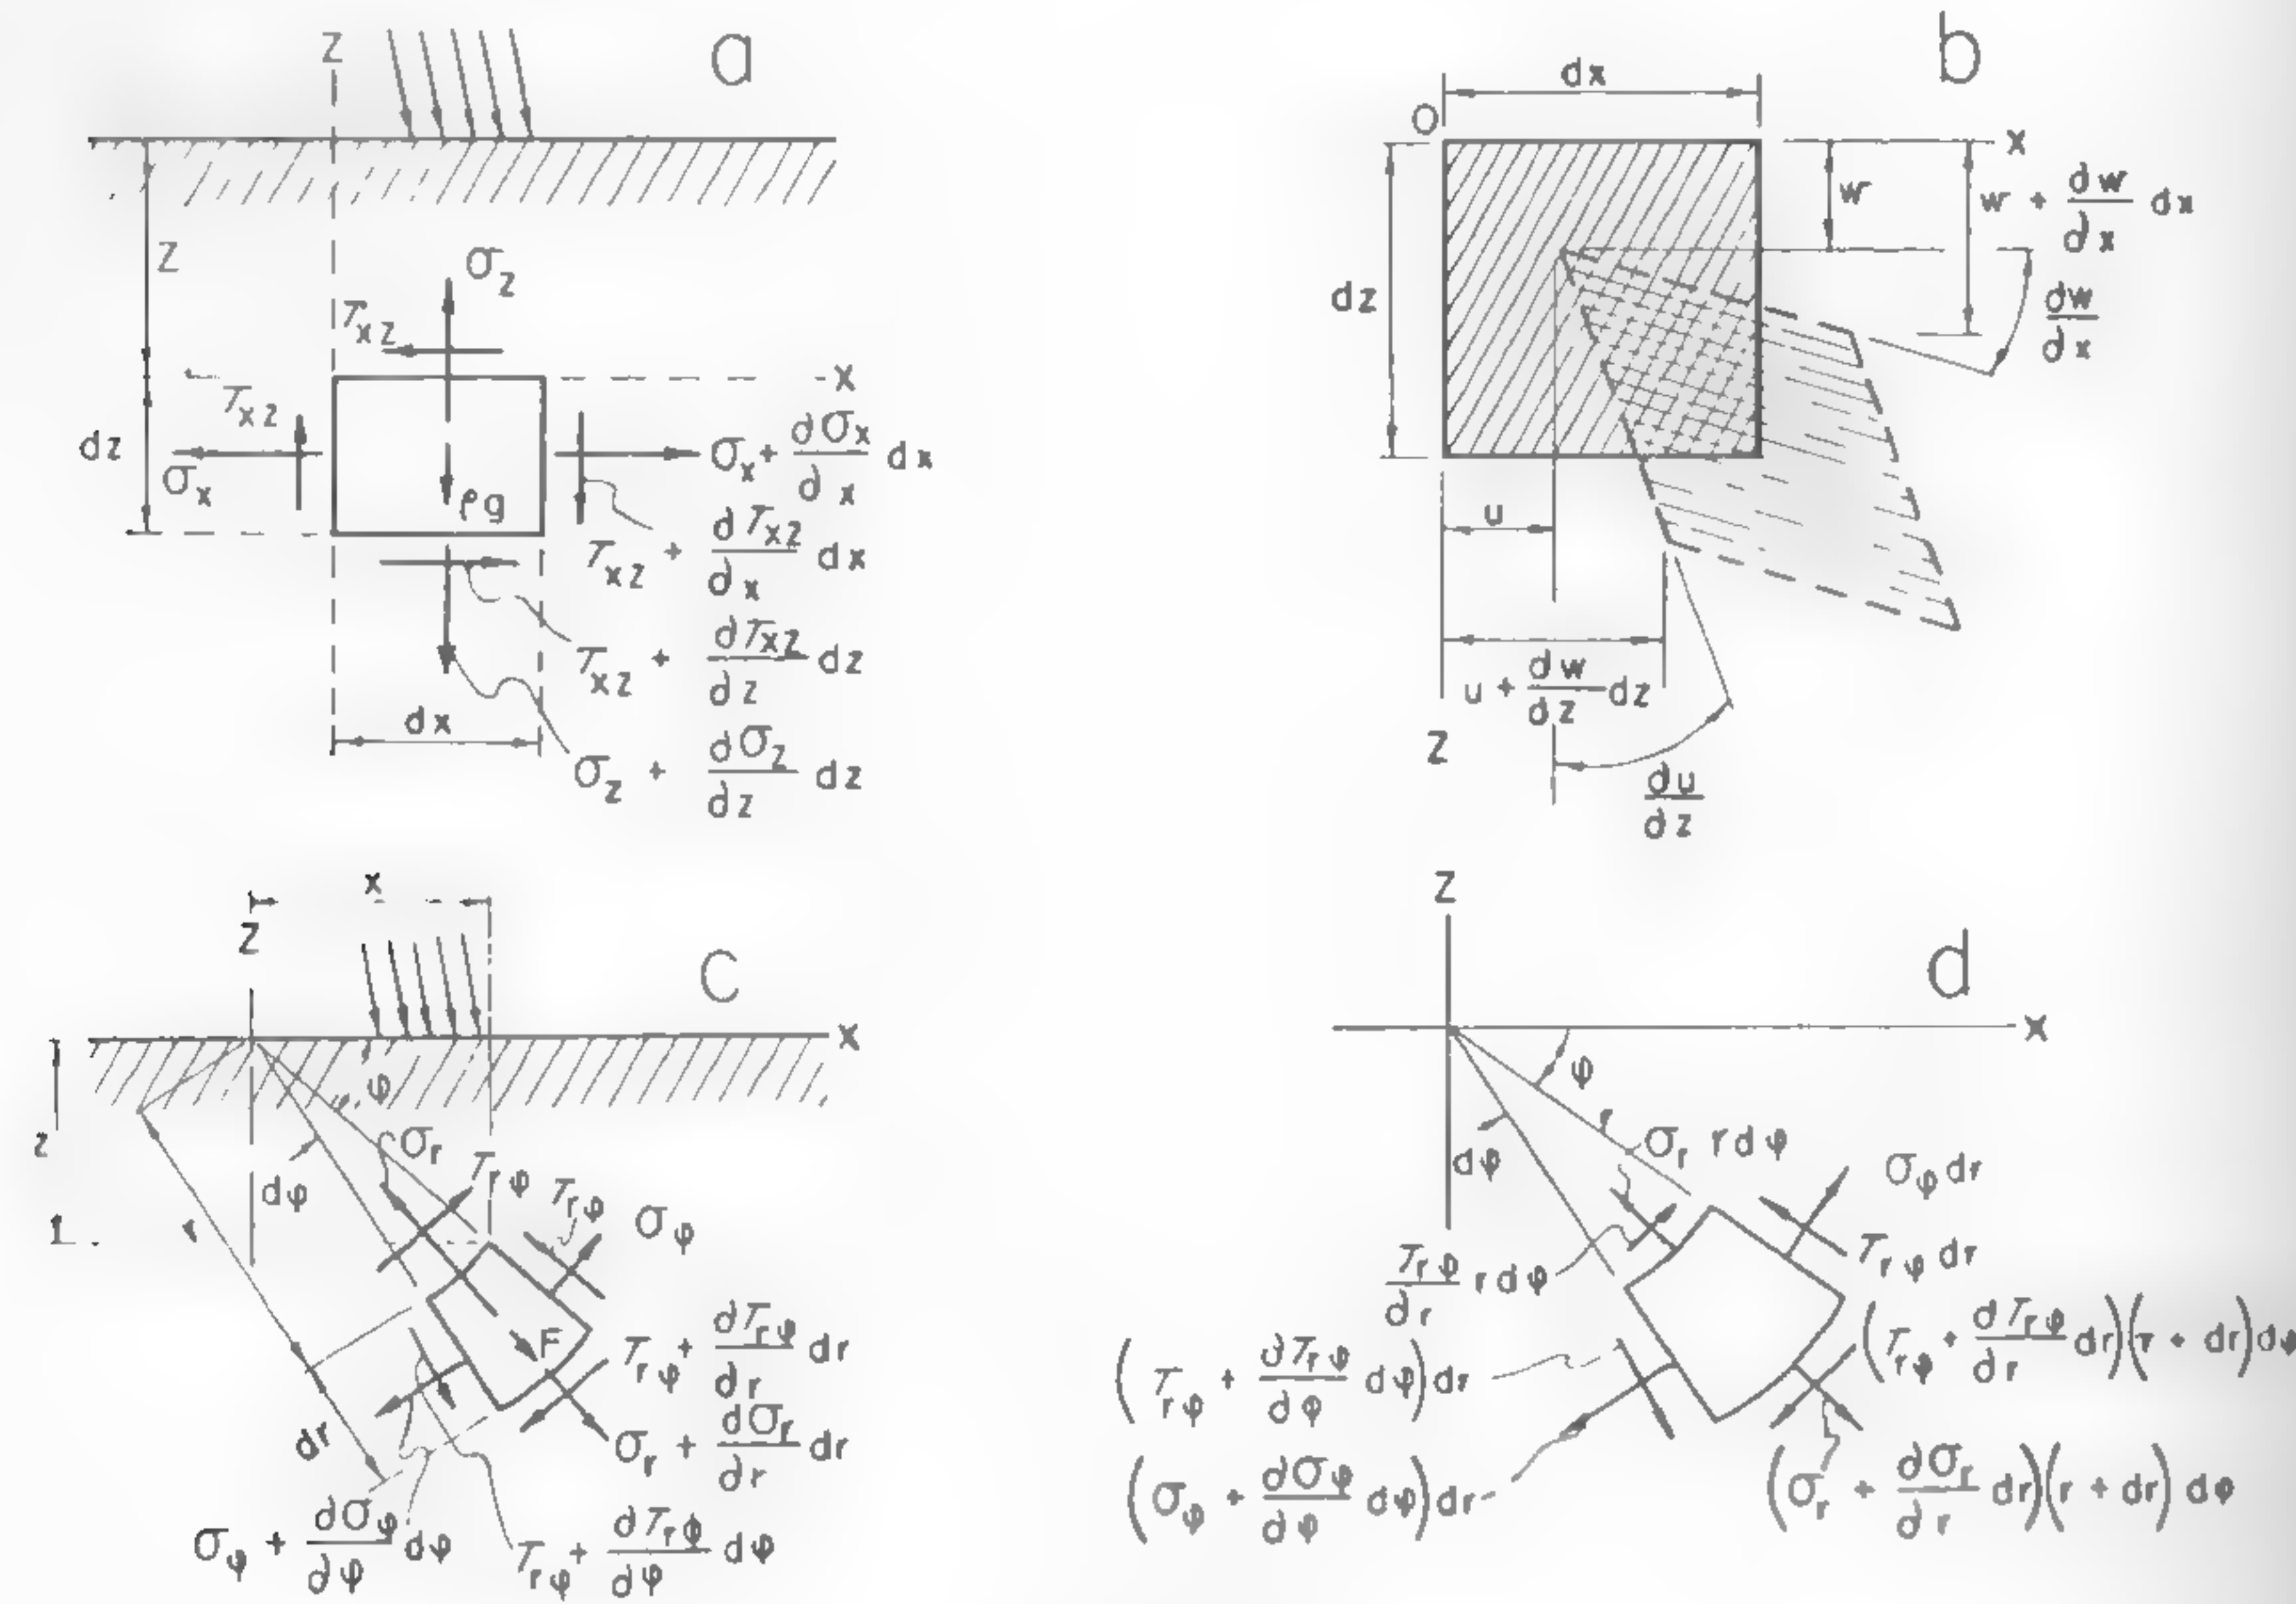 a
Z
Z
σz
τxz
X
τxz
dz
σx
σx + dσx/dx dx
ρg
τxz + dτxz/dx dx
τxz + dτxz/dz dz
dx
σz + dσz/dz dz
b
dx
O
x
w
w + dw/dx dx
dz
dw/dx
u
u + dw/dz dz
Z
du/dz
c
x
Z
X
φ
z
σr
τrφ
τrφ
σφ
dφ
r
F
τrφ + dτrφ/dr dr
dr
σr + dσr/dr dr
σφ + dσφ/dφ dφ
τrφ + dτrφ/dφ dφ
d
Z
X
φ
r
σr r dφ
σφ dr
dφ
τrφ dr
τrφ/dr r dφ
(τrφ + dτrφ/dr dr)(r + dr)dφ
(τrφ + dτrφ/dφ dφ)dr
(σφ + dσφ/dφ dφ)dr
(σr + dσr/dr dr)(r + dr) dφ